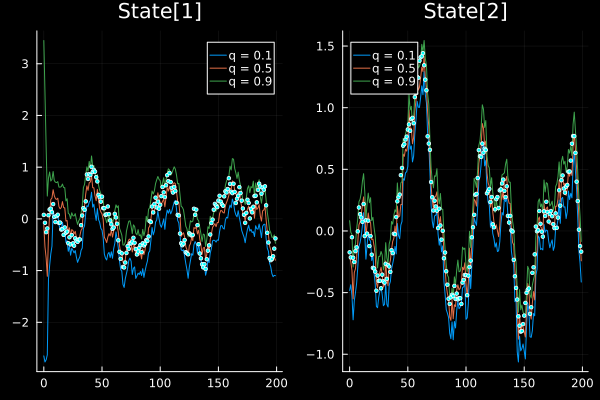 State[1]
q = 0.1
q = 0.5
q = 0.9
3
2
1
0
−1
−2
0
50
100
150
200
State[2]
q = 0.1
q = 0.5
q = 0.9
1.5
1.0
0.5
0.0
−0.5
−1.0
0
50
100
150
200